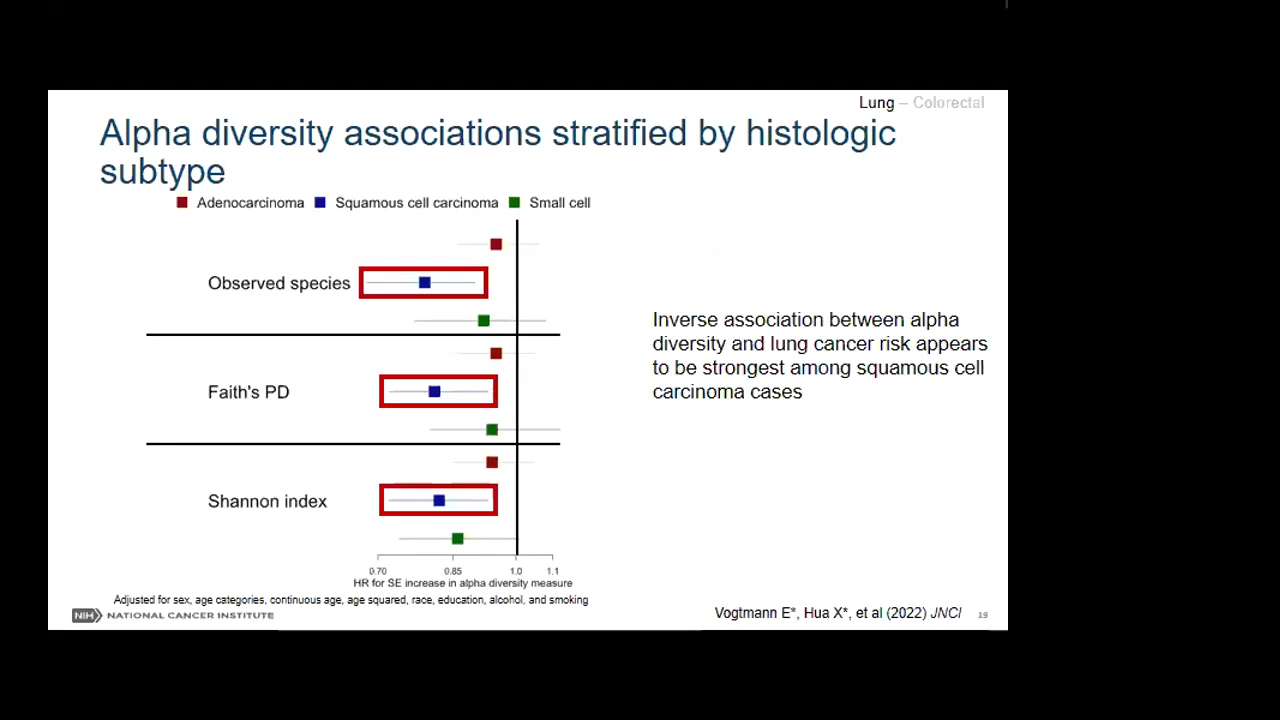 Lung – Colorectal
Alpha diversity associations stratified by histologic
subtype
Adenocarcinoma Squamous cell carcinoma Small cell
Observed species
Faith's PD
Shannon index
0.70 0.85 1.0 1.1
HR for SE increase in alpha diversity measure
Inverse association between alpha
diversity and lung cancer risk appears
to be strongest among squamous cell
carcinoma cases
Adjusted for sex, age categories, continuous age, age squared, race, education, alcohol, and smoking
NIH NATIONAL CANCER INSTITUTE
Vogtmann E*, Hua X*, et al (2022) JNCI 19